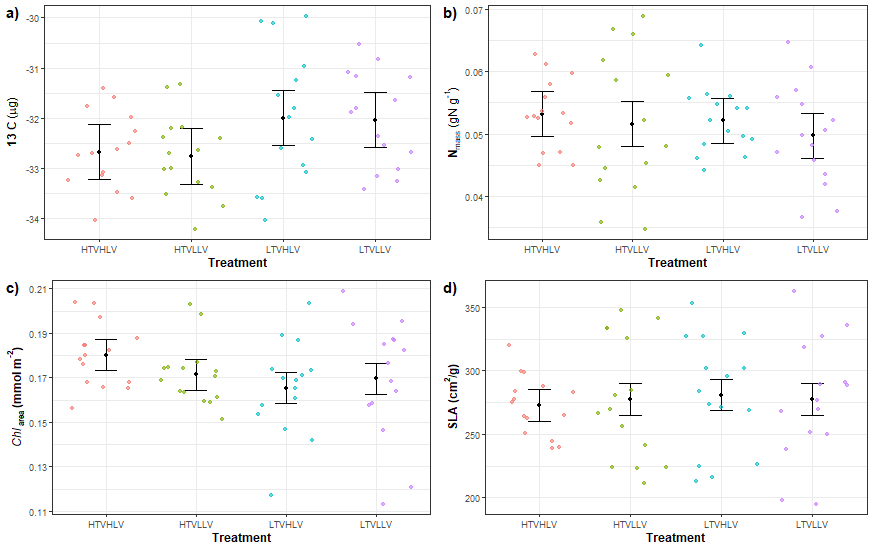 a)
13 C (µg)
-30
-31
-32
-33
-34
HTVHLV HTVLLV LTVHLV LTVLLV
Treatment
b)
Nmass (gN g⁻¹)
0.07
0.06
0.05
0.04
HTVHLV HTVLLV LTVHLV LTVLLV
Treatment
c)
Chl area (mmol m⁻²)
0.21
0.19
0.17
0.15
0.13
0.11
HTVHLV HTVLLV LTVHLV LTVLLV
Treatment
d)
SLA (cm²/g)
350
300
250
200
HTVHLV HTVLLV LTVHLV LTVLLV
Treatment